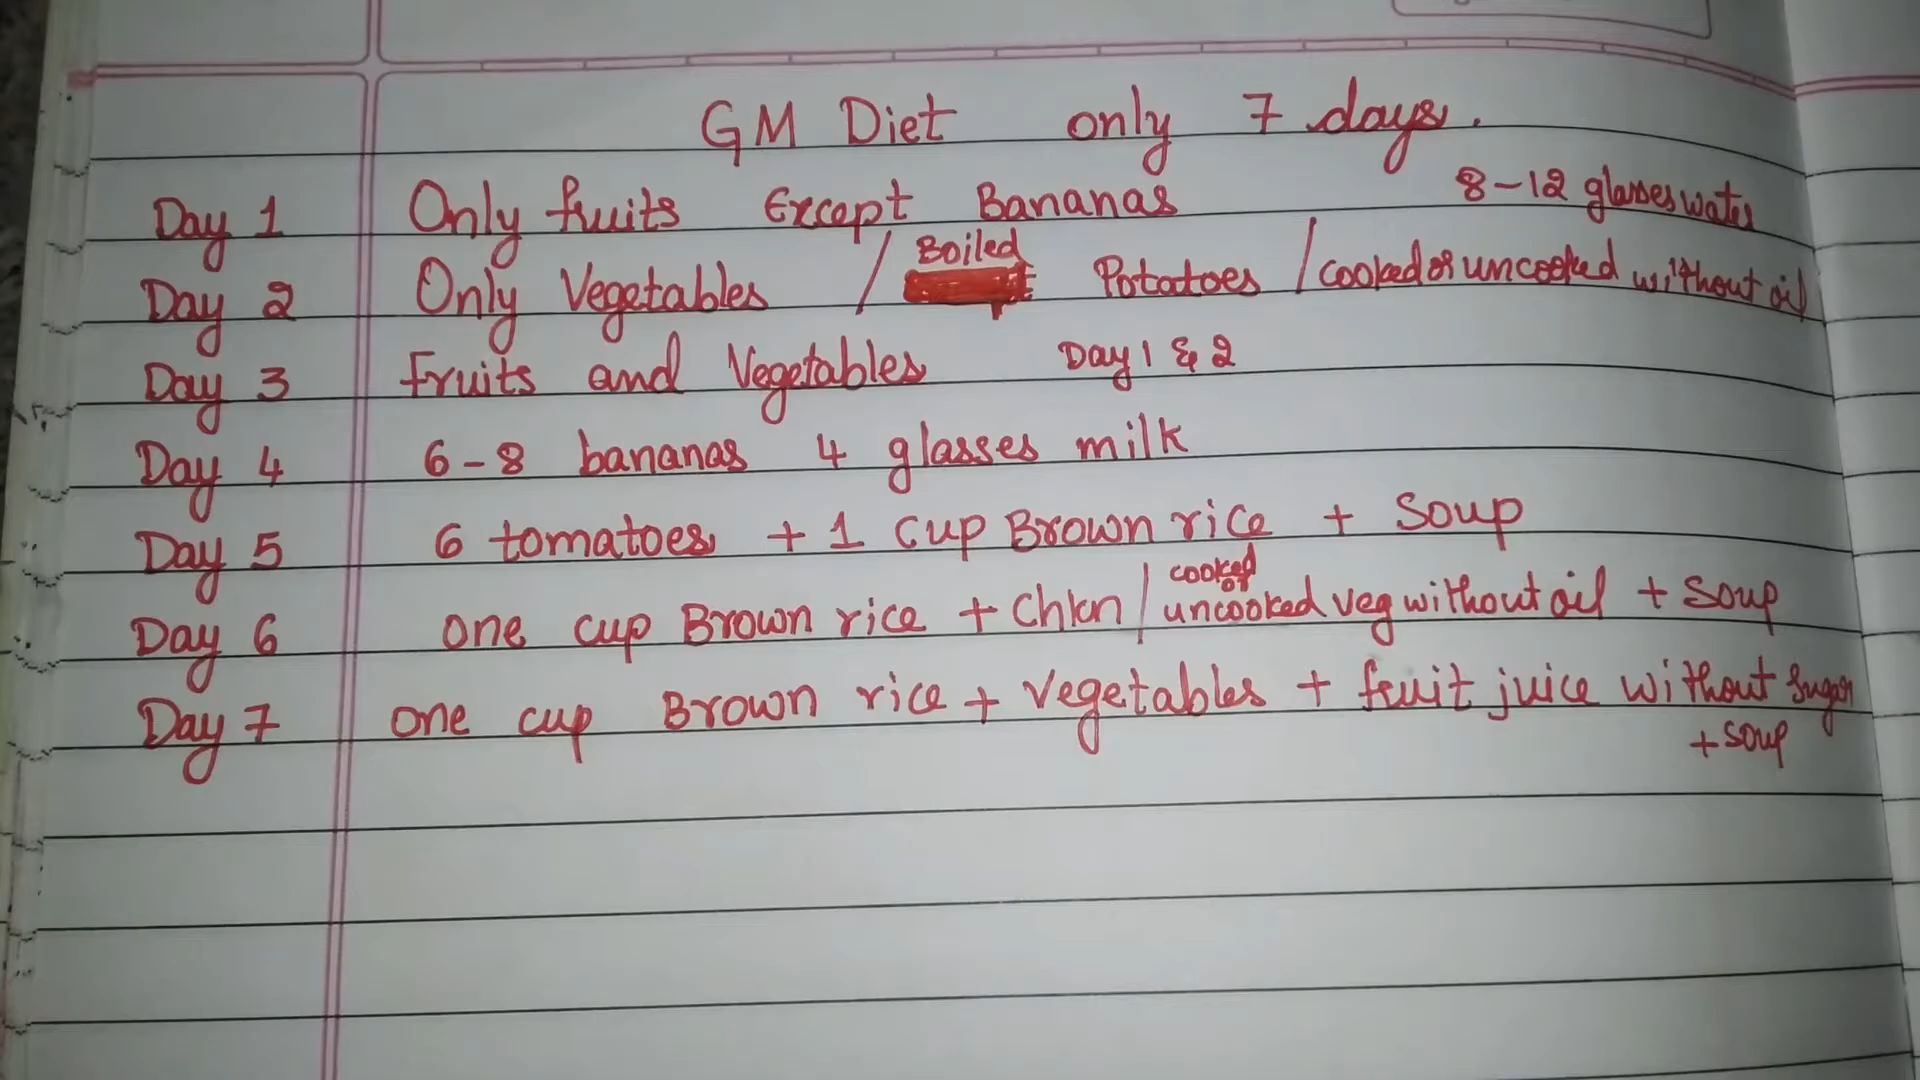 GM Diet only 7 days.
Day 1 Only fruits Except Bananas 8-12 glasses water
Day 2 Only Vegetables / Boiled Potatoes / cooked or uncooked without oil
Day 3 Fruits and Vegetables Day 1 & 2
Day 4 6-8 bananas 4 glasses milk
Day 5 6 tomatoes + 1 cup Brown rice + Soup
Day 6 one cup Brown rice + Chkn / cooked or uncooked veg without oil + Soup
Day 7 one cup Brown rice + Vegetables + fruit juice without Sugar
+ soup